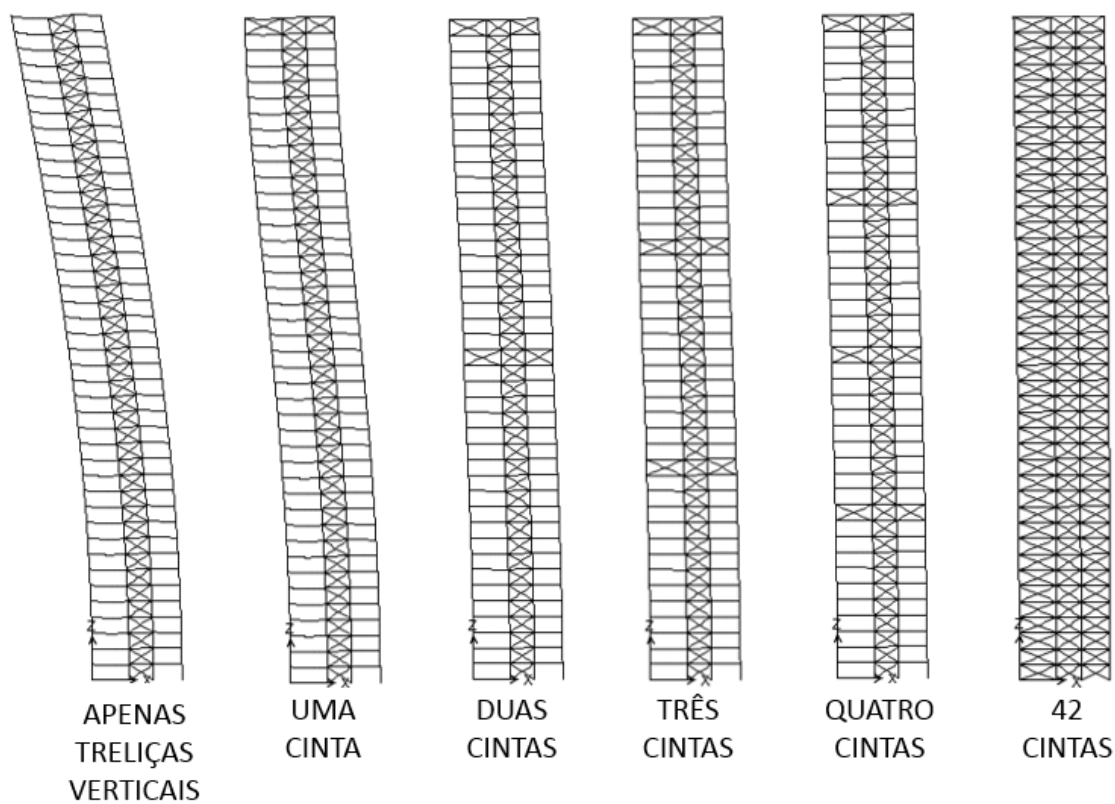 Z
X
Z
X
Z
X
Z
X
Z
X
Z
X
APENAS
TRELIÇAS
VERTICAIS
UMA
CINTA
DUAS
CINTAS
TRÊS
CINTAS
QUATRO
CINTAS
42
CINTAS